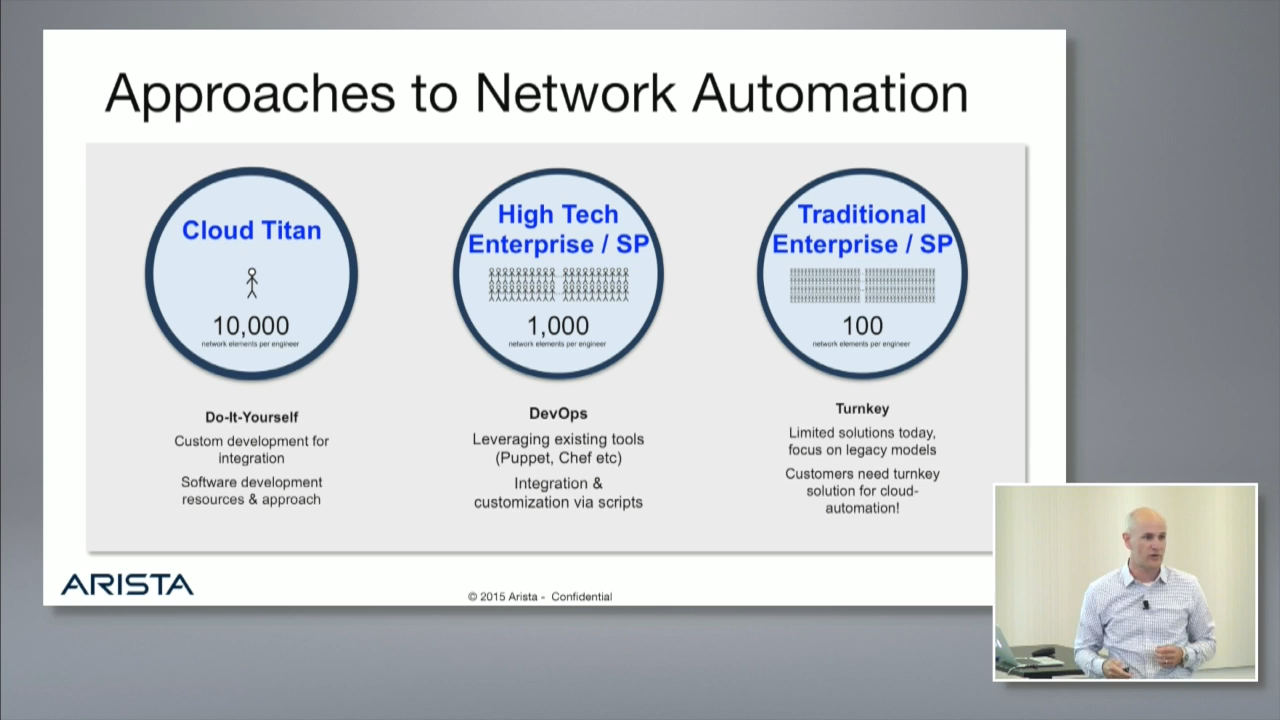 Approaches to Network Automation
Cloud Titan
10,000
network elements per engineer
Do-It-Yourself
Custom development for
integration
Software development
resources & approach
High Tech
Enterprise / SP
1,000
network elements per engineer
DevOps
Leveraging existing tools
(Puppet, Chef etc)
Integration &
customization via scripts
Traditional
Enterprise / SP
100
network elements per engineer
Turnkey
Limited solutions today,
focus on legacy models
Customers need turnkey
solution for cloud-
automation!
ARISTA
© 2015 Arista - Confidential